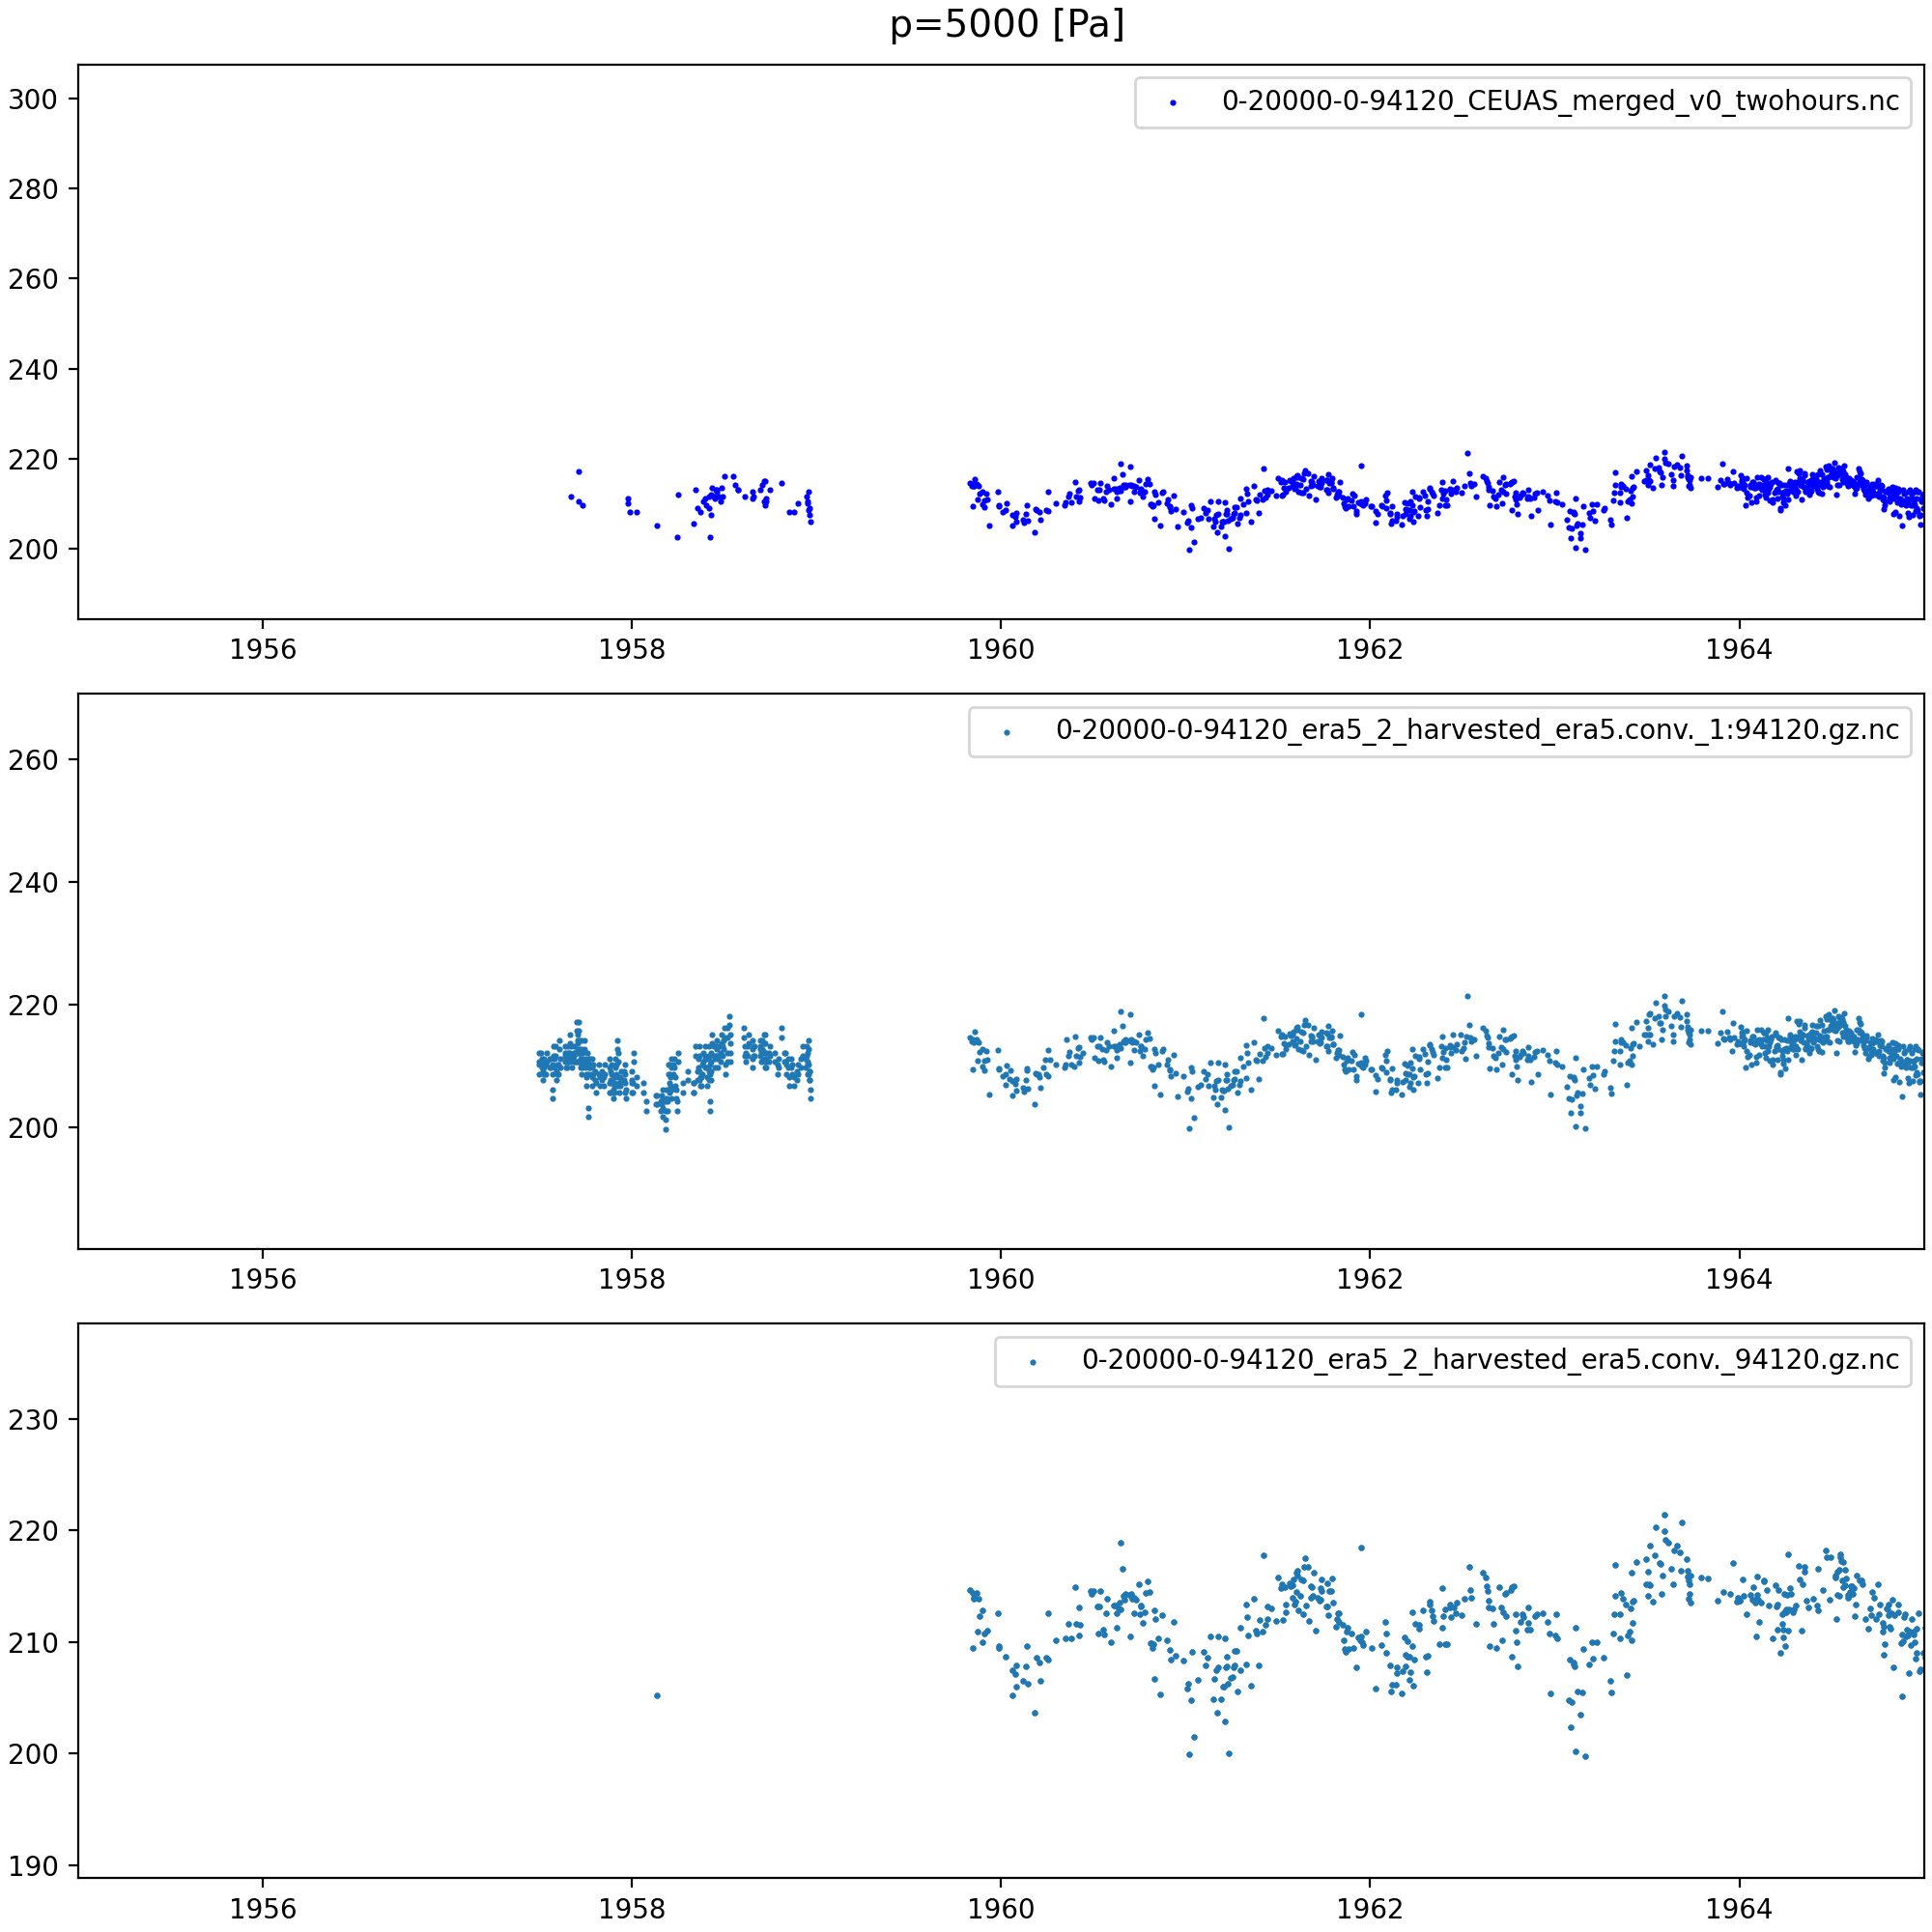 p=5000 [Pa]
0-20000-0-94120_CEUAS_merged_v0_twohours.nc
300
280
260
240
220
200
1956 1958 1960 1962 1964
0-20000-0-94120_era5_2_harvested_era5.conv._1:94120.gz.nc
260
240
220
200
1956 1958 1960 1962 1964
0-20000-0-94120_era5_2_harvested_era5.conv._94120.gz.nc
230
220
210
200
190
1956 1958 1960 1962 1964